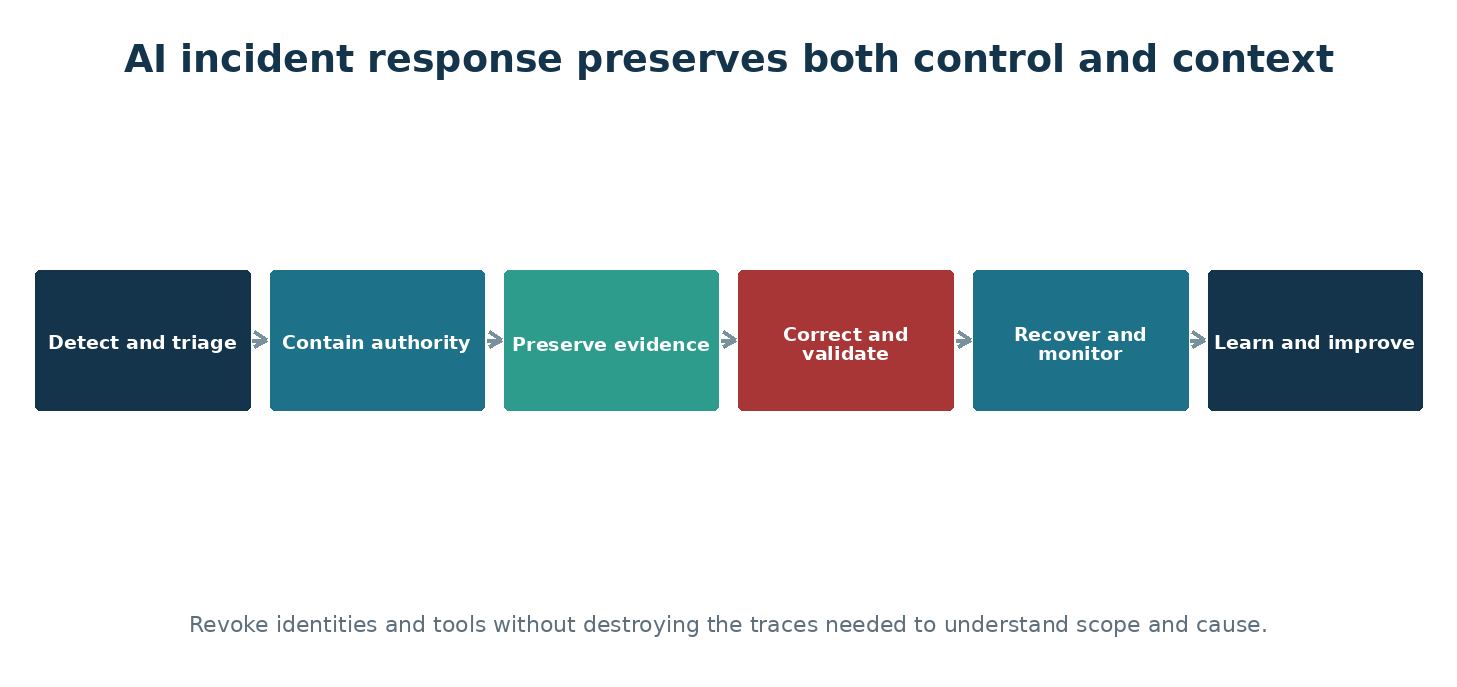 AI incident response preserves both control and context
Detect and triage
Contain authority
Preserve evidence
Correct and
validate
Recover and
monitor
Learn and improve
Revoke identities and tools without destroying the traces needed to understand scope and cause.